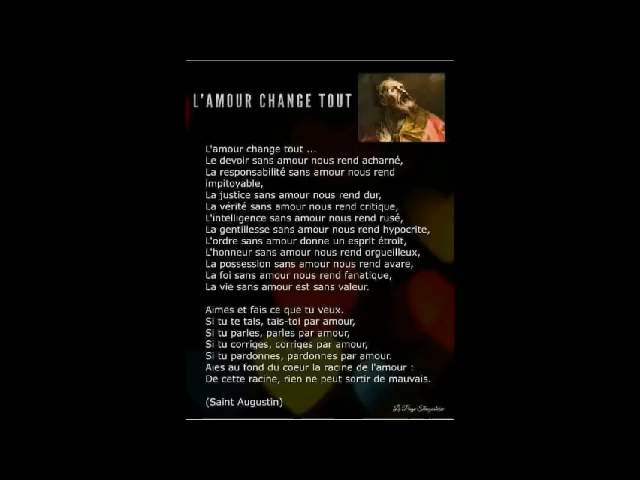 L'AMOUR CHANGE TOUT
L'amour change tout ...
Le devoir sans amour nous rend acharné,
La responsabilité sans amour nous rend
impitoyable,
La justice sans amour nous rend dur,
La vérité sans amour nous rend critique,
L'intelligence sans amour nous rend rusé,
La gentillesse sans amour nous rend hypocrite,
L'ordre sans amour donne un esprit étroit,
L'honneur sans amour nous rend orgueilleux,
La possession sans amour nous rend avare,
La foi sans amour nous rend fanatique,
La vie sans amour est sans valeur.
Aimes et fais ce que tu veux.
Si tu te tais, tais-toi par amour,
Si tu parles, parles par amour,
Si tu corriges, corriges par amour,
Si tu pardonnes, pardonnes par amour.
Aies au fond du coeur la racine de l'amour :
De cette racine, rien ne peut sortir de mauvais.
(Saint Augustin)